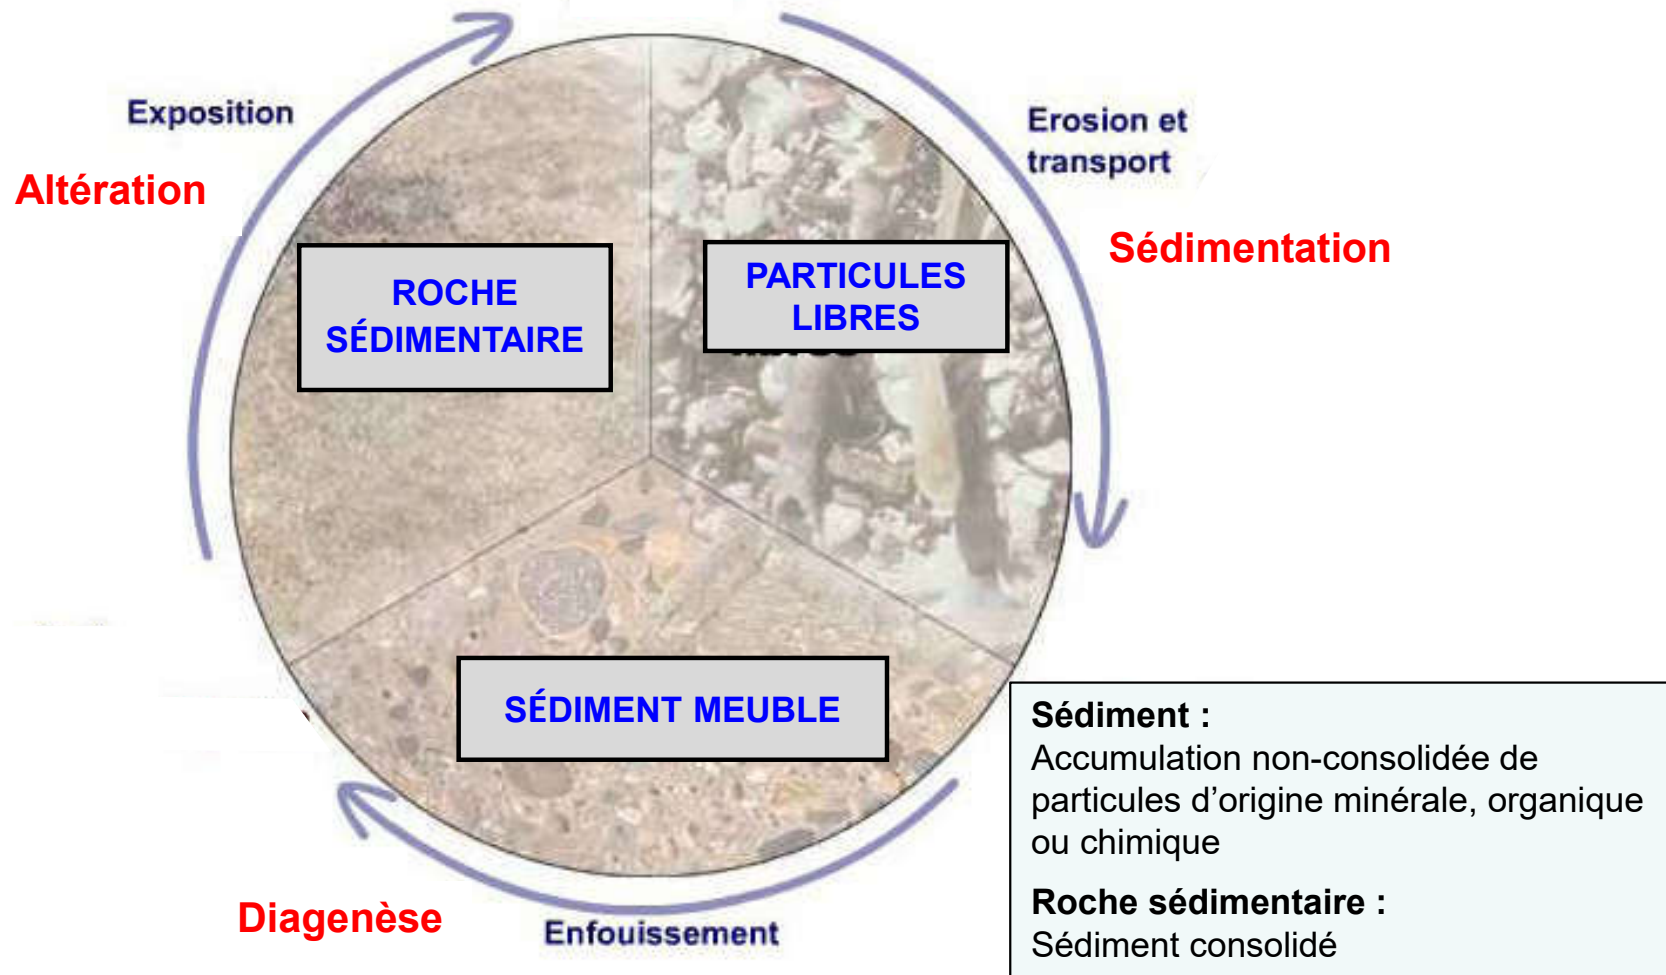 Exposition
Altération
Erosion et
transport
Sédimentation
ROCHE
SÉDIMENTAIRE
PARTICULES
LIBRES
SÉDIMENT MEUBLE
Diagenèse
Enfouissement
Sédiment :
Accumulation non-consolidée de
particules d’origine minérale, organique
ou chimique
Roche sédimentaire :
Sédiment consolidé